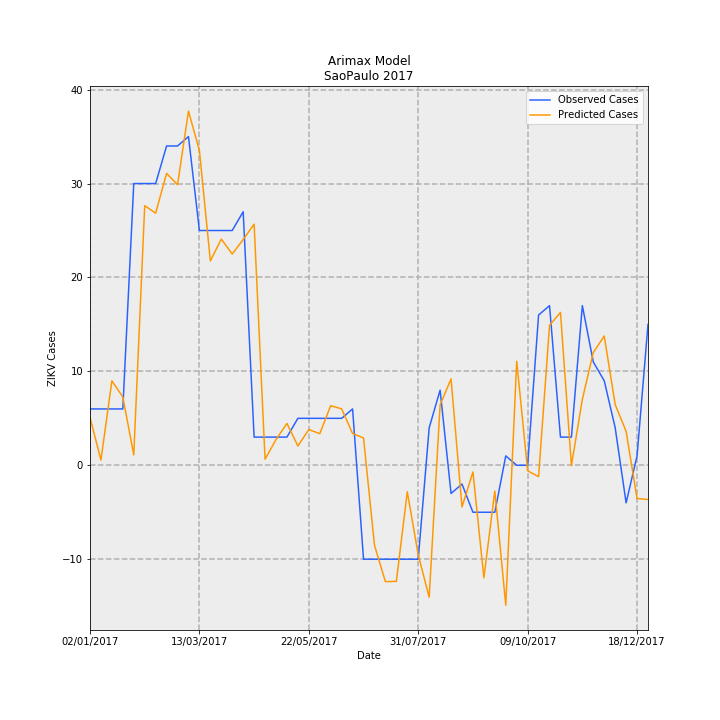 Arimax Model
SaoPaulo 2017
Observed Cases
Predicted Cases
40
30
20
10
0
−10
ZIKV Cases
02/01/2017 13/03/2017 22/05/2017 31/07/2017 09/10/2017 18/12/2017
Date